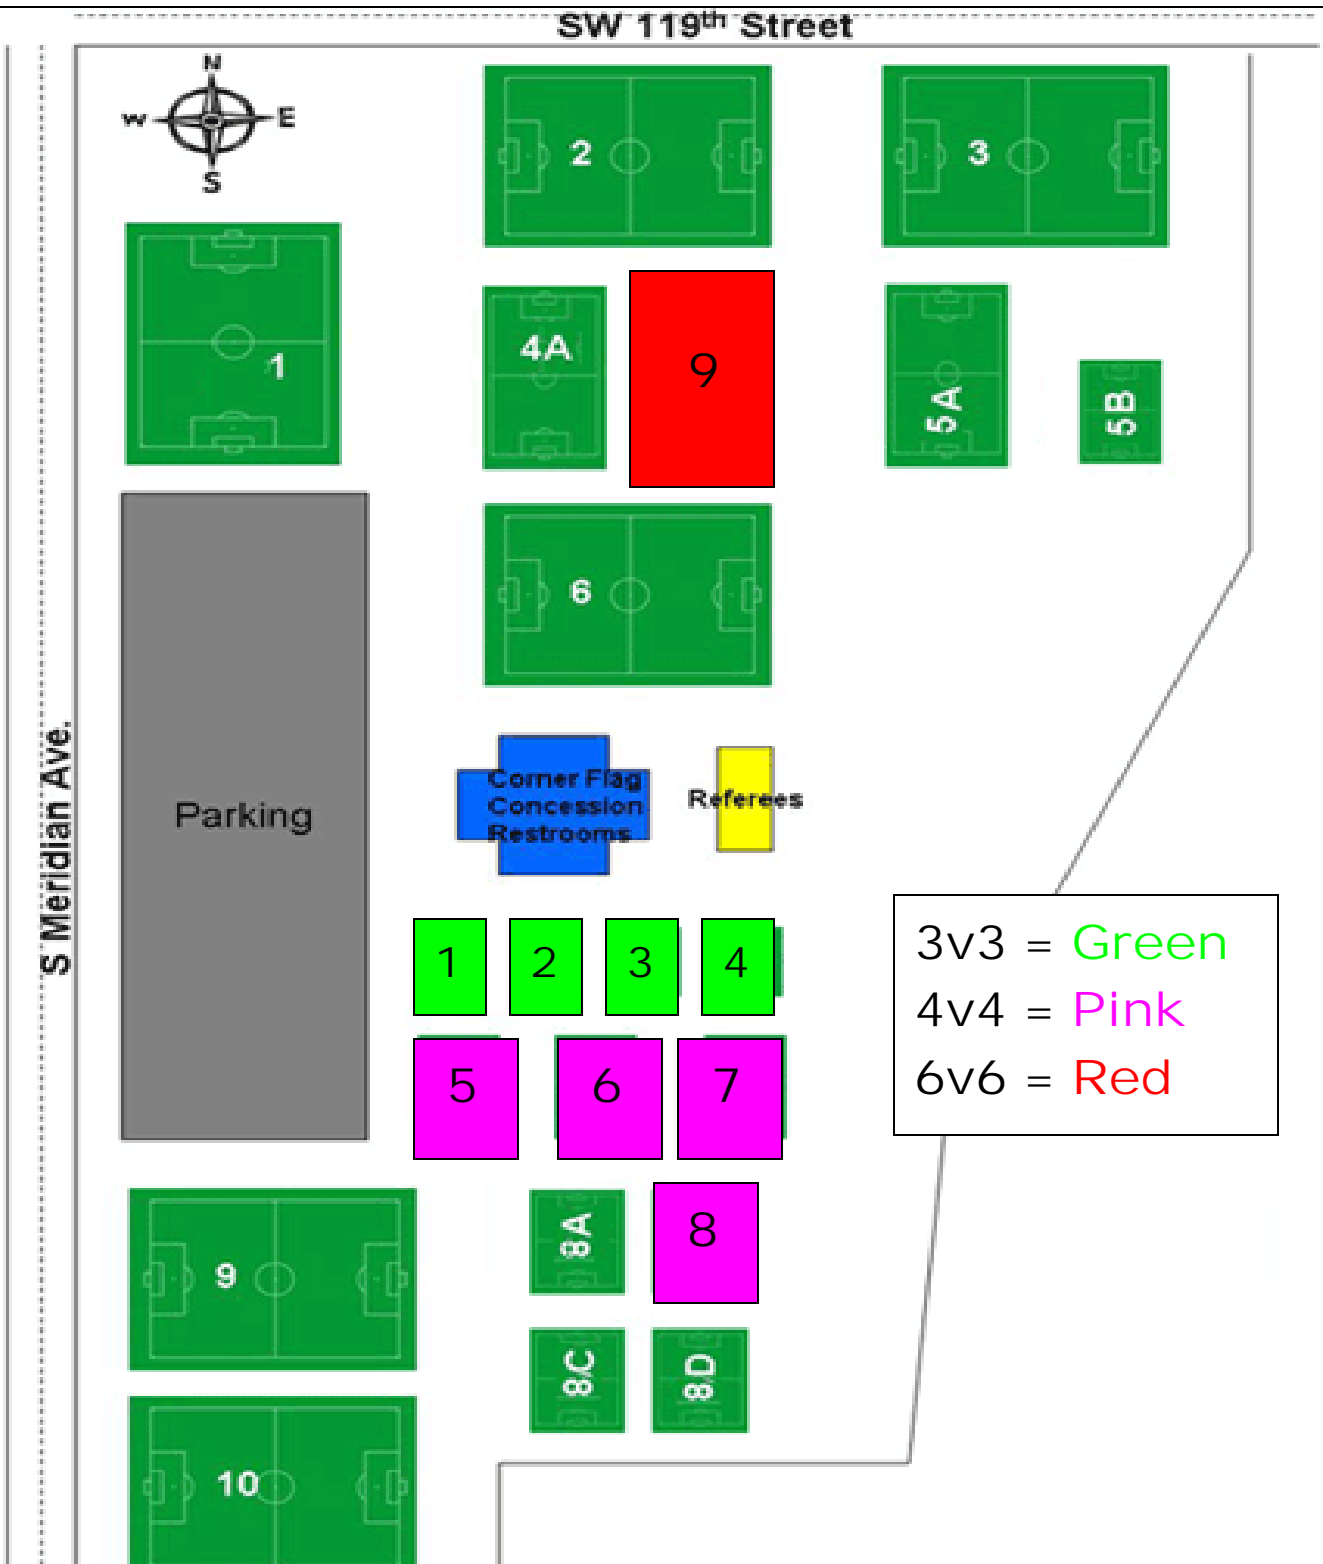 SW 119th Street
N
W
E
S
2
3
1
4A
9
5A
5B
6
S Meridian Ave.
Parking
Corner Flag
Concession
Restrooms
Referees
1
2
3
4
3v3 = Green
4v4 = Pink
6v6 = Red
5
6
7
8A
8
9
8C
8D
10